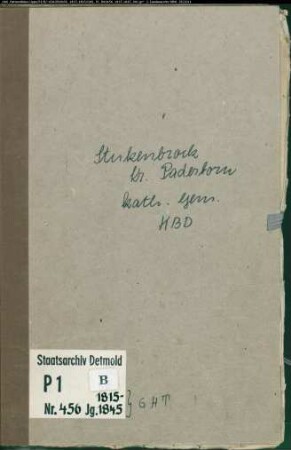 Stukenbrock
Kr. Paderborn
kath. Gem.
HBD
Staatsarchiv Detmold
P 1
B
1815-
Nr. 456 Jg. 1845
} GHT